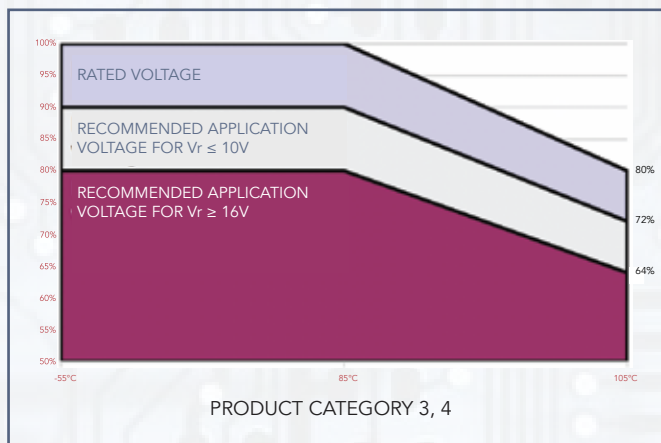 100%
95%
90%
85%
80%
75%
70%
65%
60%
55%
50%
RATED VOLTAGE
RECOMMENDED APPLICATION
VOLTAGE FOR Vr ≤ 10V
RECOMMENDED APPLICATION
VOLTAGE FOR Vr ≥ 16V
80%
72%
64%
-55°C
85°C
105°C
PRODUCT CATEGORY 3, 4